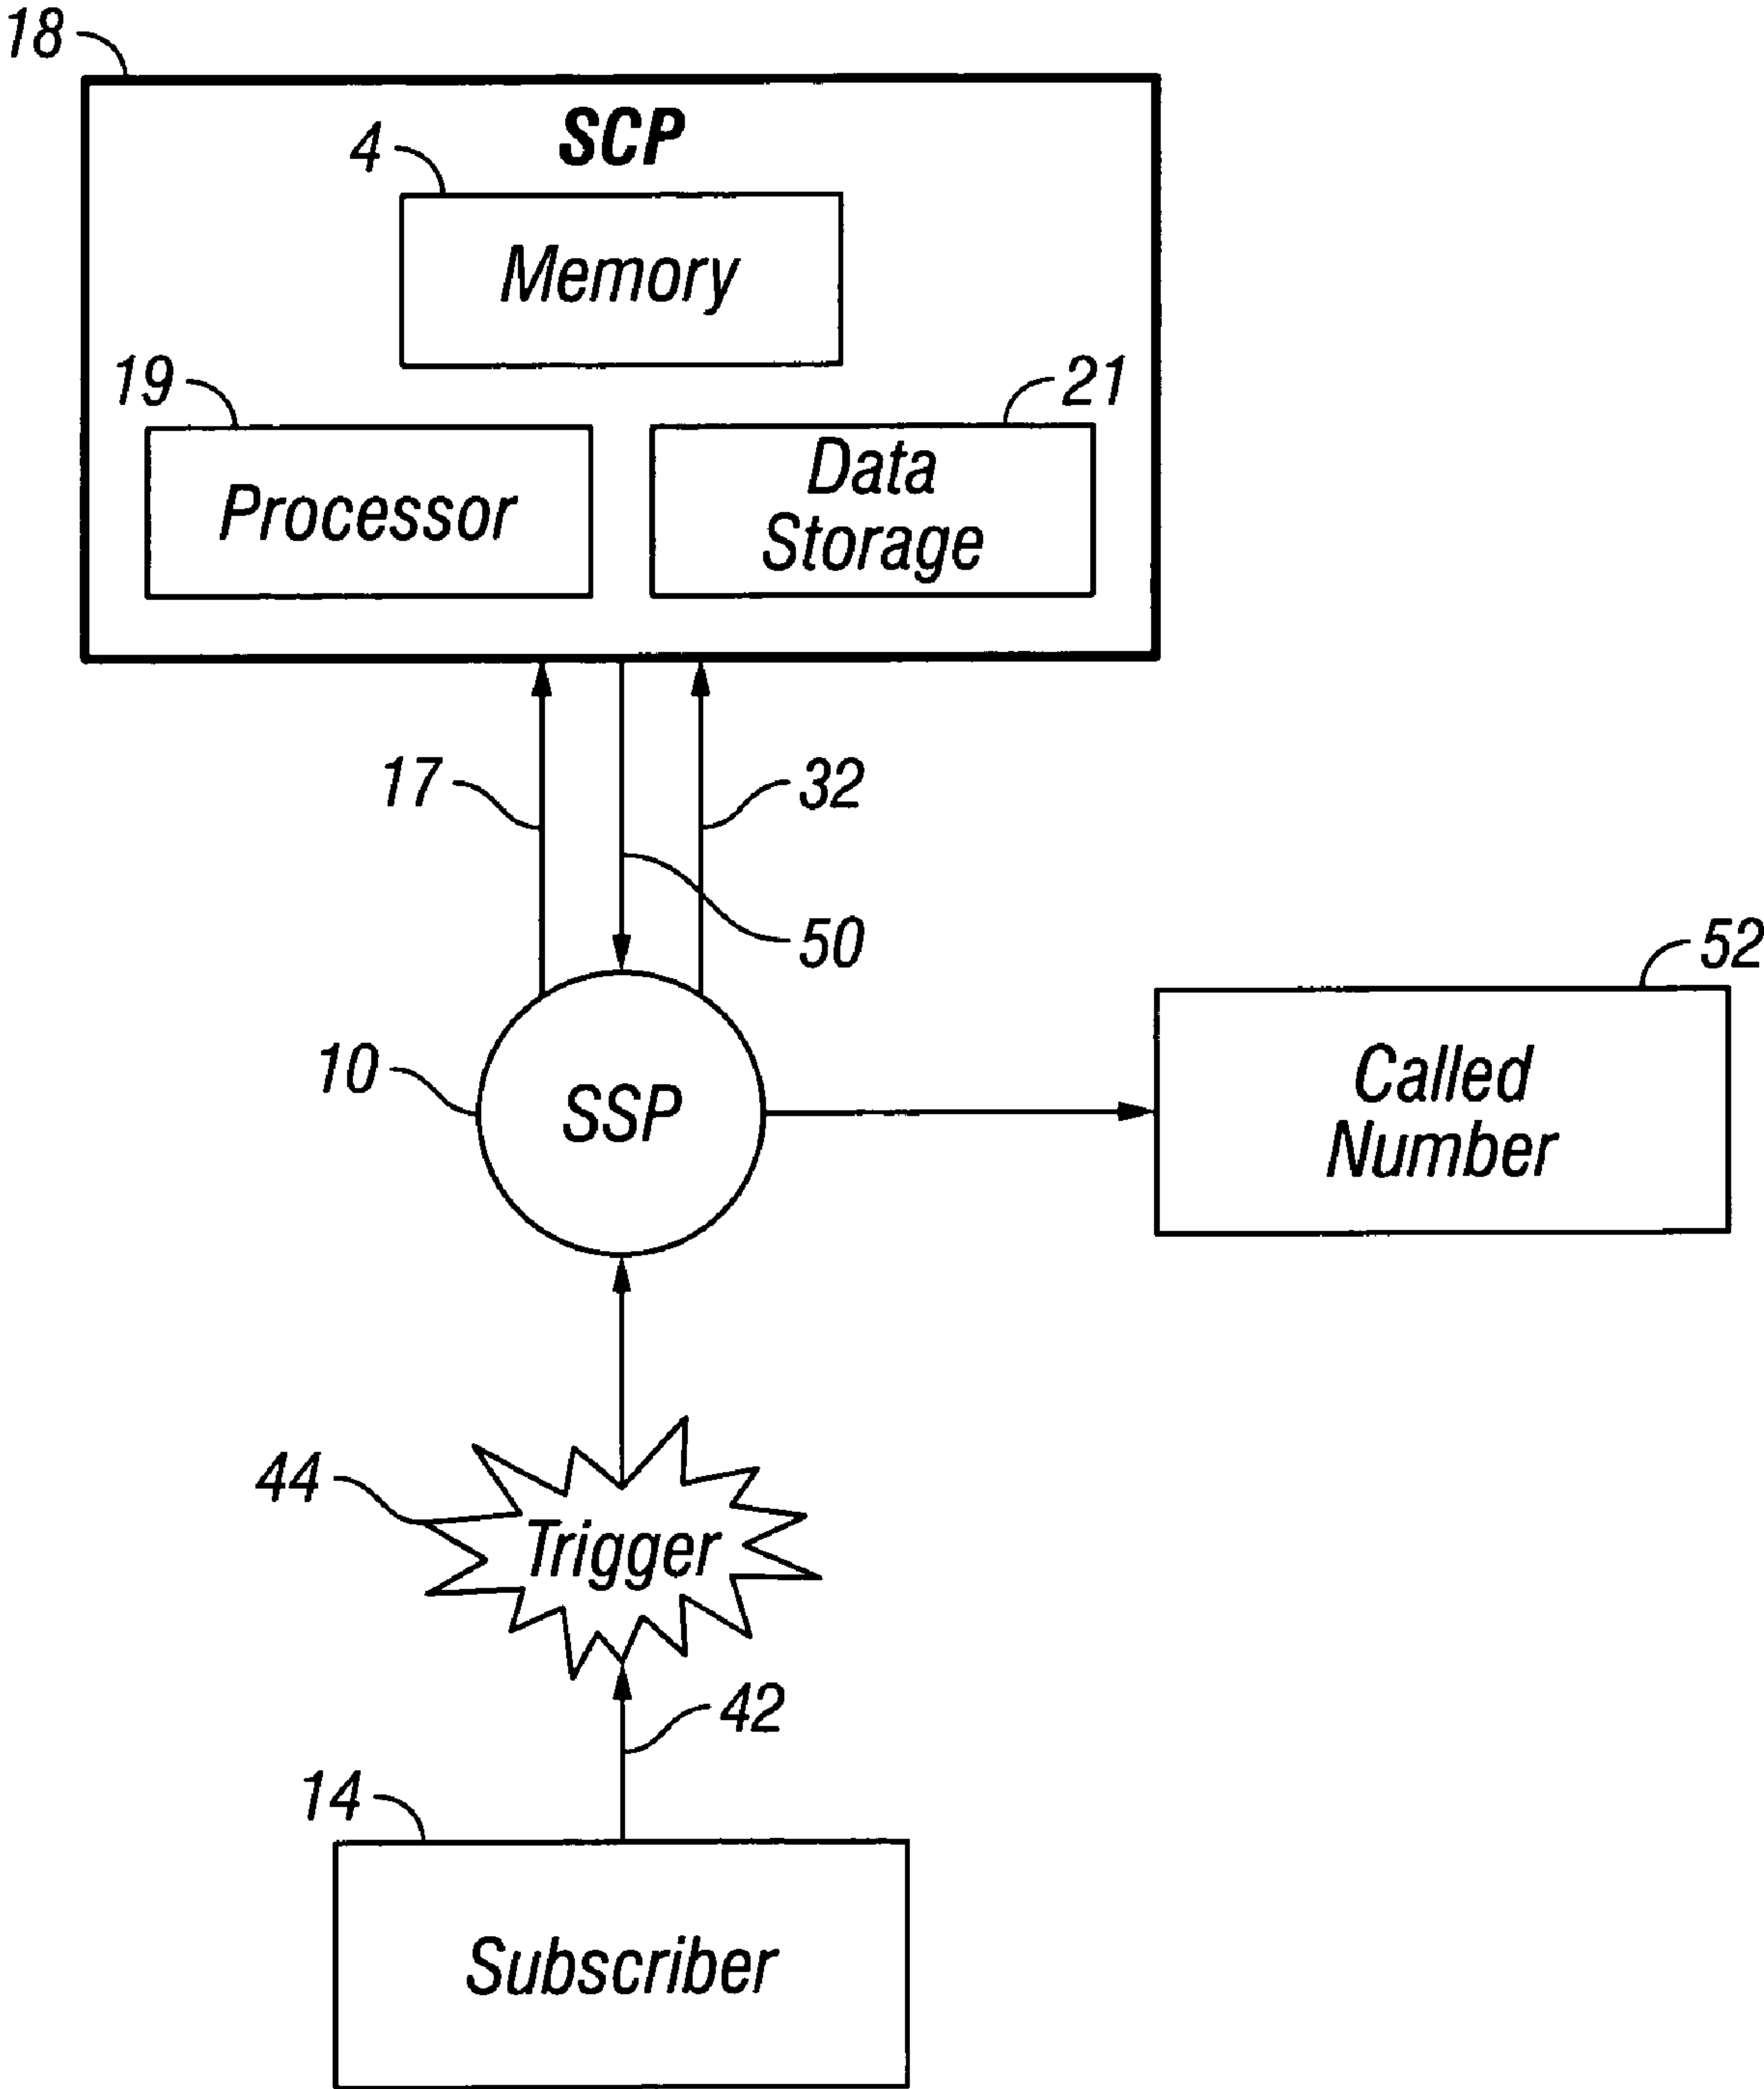 18
SCP
4
Memory
19
21
Processor
Data
Storage
17
32
50
52
10
SSP
Called
Number
44
Trigger
42
14
Subscriber